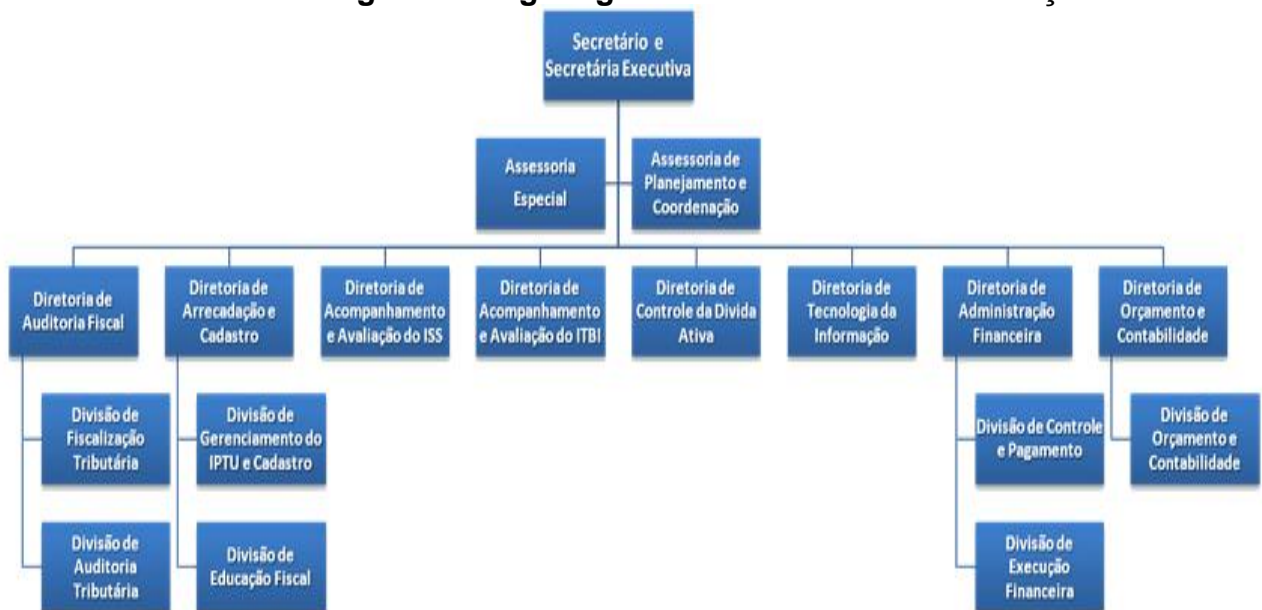 Secretário e
Secretária Executiva
Assessoria
Especial
Assessoria de
Planejamento e
Coordenação
Diretoria de
Auditoria Fiscal
Diretoria de
Arrecadação e
Cadastro
Diretoria de
Acompanhamento
e Avaliação do ISS
Diretoria de
Acompanhamento
e Avaliação do ITBI
Diretoria de
Controle da Divida
Ativa
Diretoria de
Tecnologia da
Informação
Diretoria de
Administração
Financeira
Diretoria de
Orçamento e
Contabilidade
Divisão de
Fiscalização
Tributária
Divisão de
Gerenciamento do
IPTU e Cadastro
Divisão de Controle
e Pagamento
Divisão de
Orçamento e
Contabilidade
Divisão de
Auditoria
Tributária
Divisão de
Educação Fiscal
Divisão de
Execução
Financeira